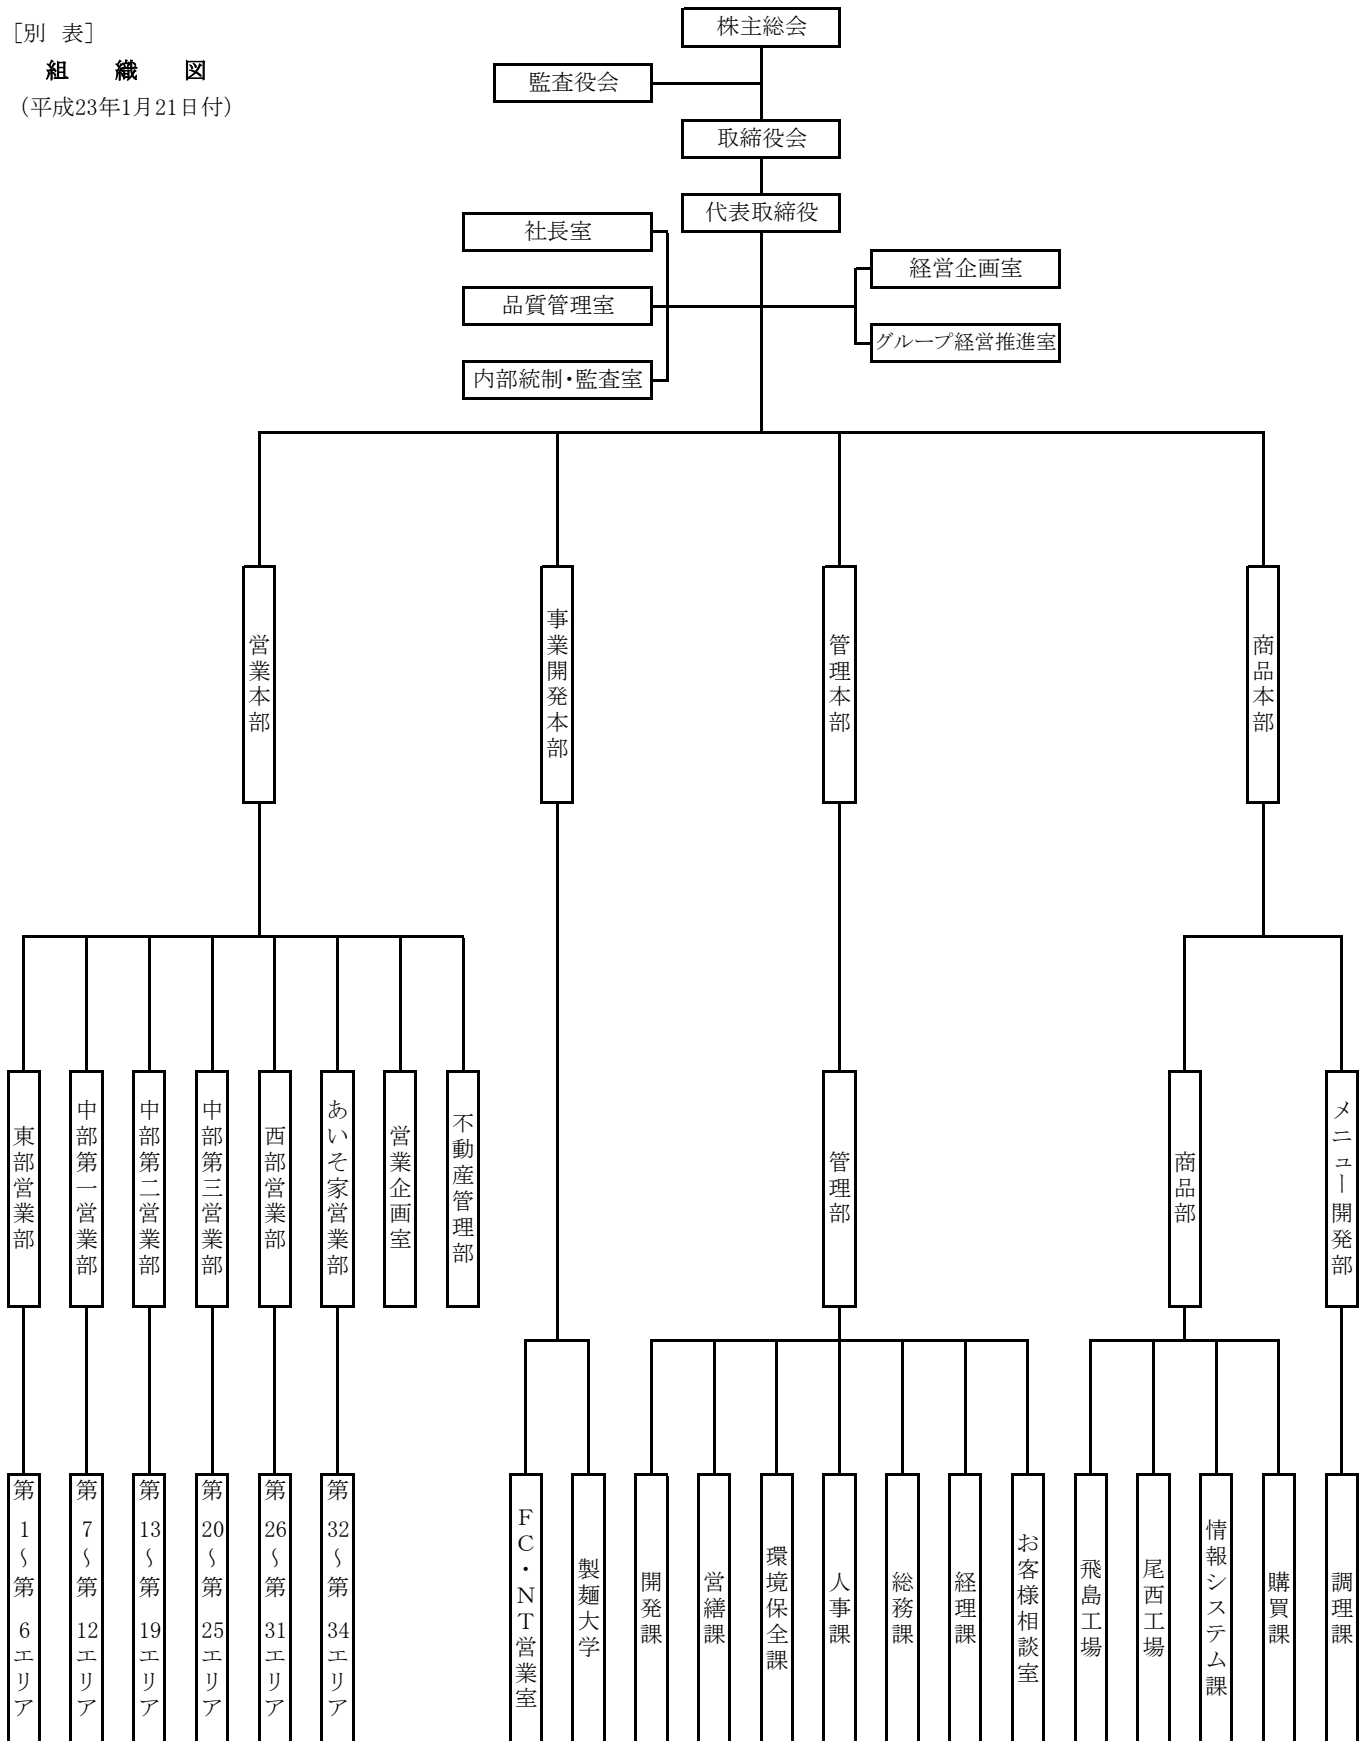 ［別 表］
組 織 図
（平成23年1月21日付）
株主総会
監査役会
取締役会
代表取締役
社長室
経営企画室
品質管理室
グループ経営推進室
内部統制・監査室
営業本部
事業開発本部
管理本部
商品本部
東部営業部
中部第一営業部
中部第二営業部
中部第三営業部
西部営業部
あいそ家営業部
営業企画室
不動産管理部
管理部
商品部
メニュー開発部
第1～第6エリア
第7～第12エリア
第13～第19エリア
第20～第25エリア
第26～第31エリア
第32～第34エリア
FC・NT営業室
製麺大学
開発課
営繕課
環境保全課
人事課
総務課
経理課
お客様相談室
飛島工場
尾西工場
情報システム課
購買課
調理課